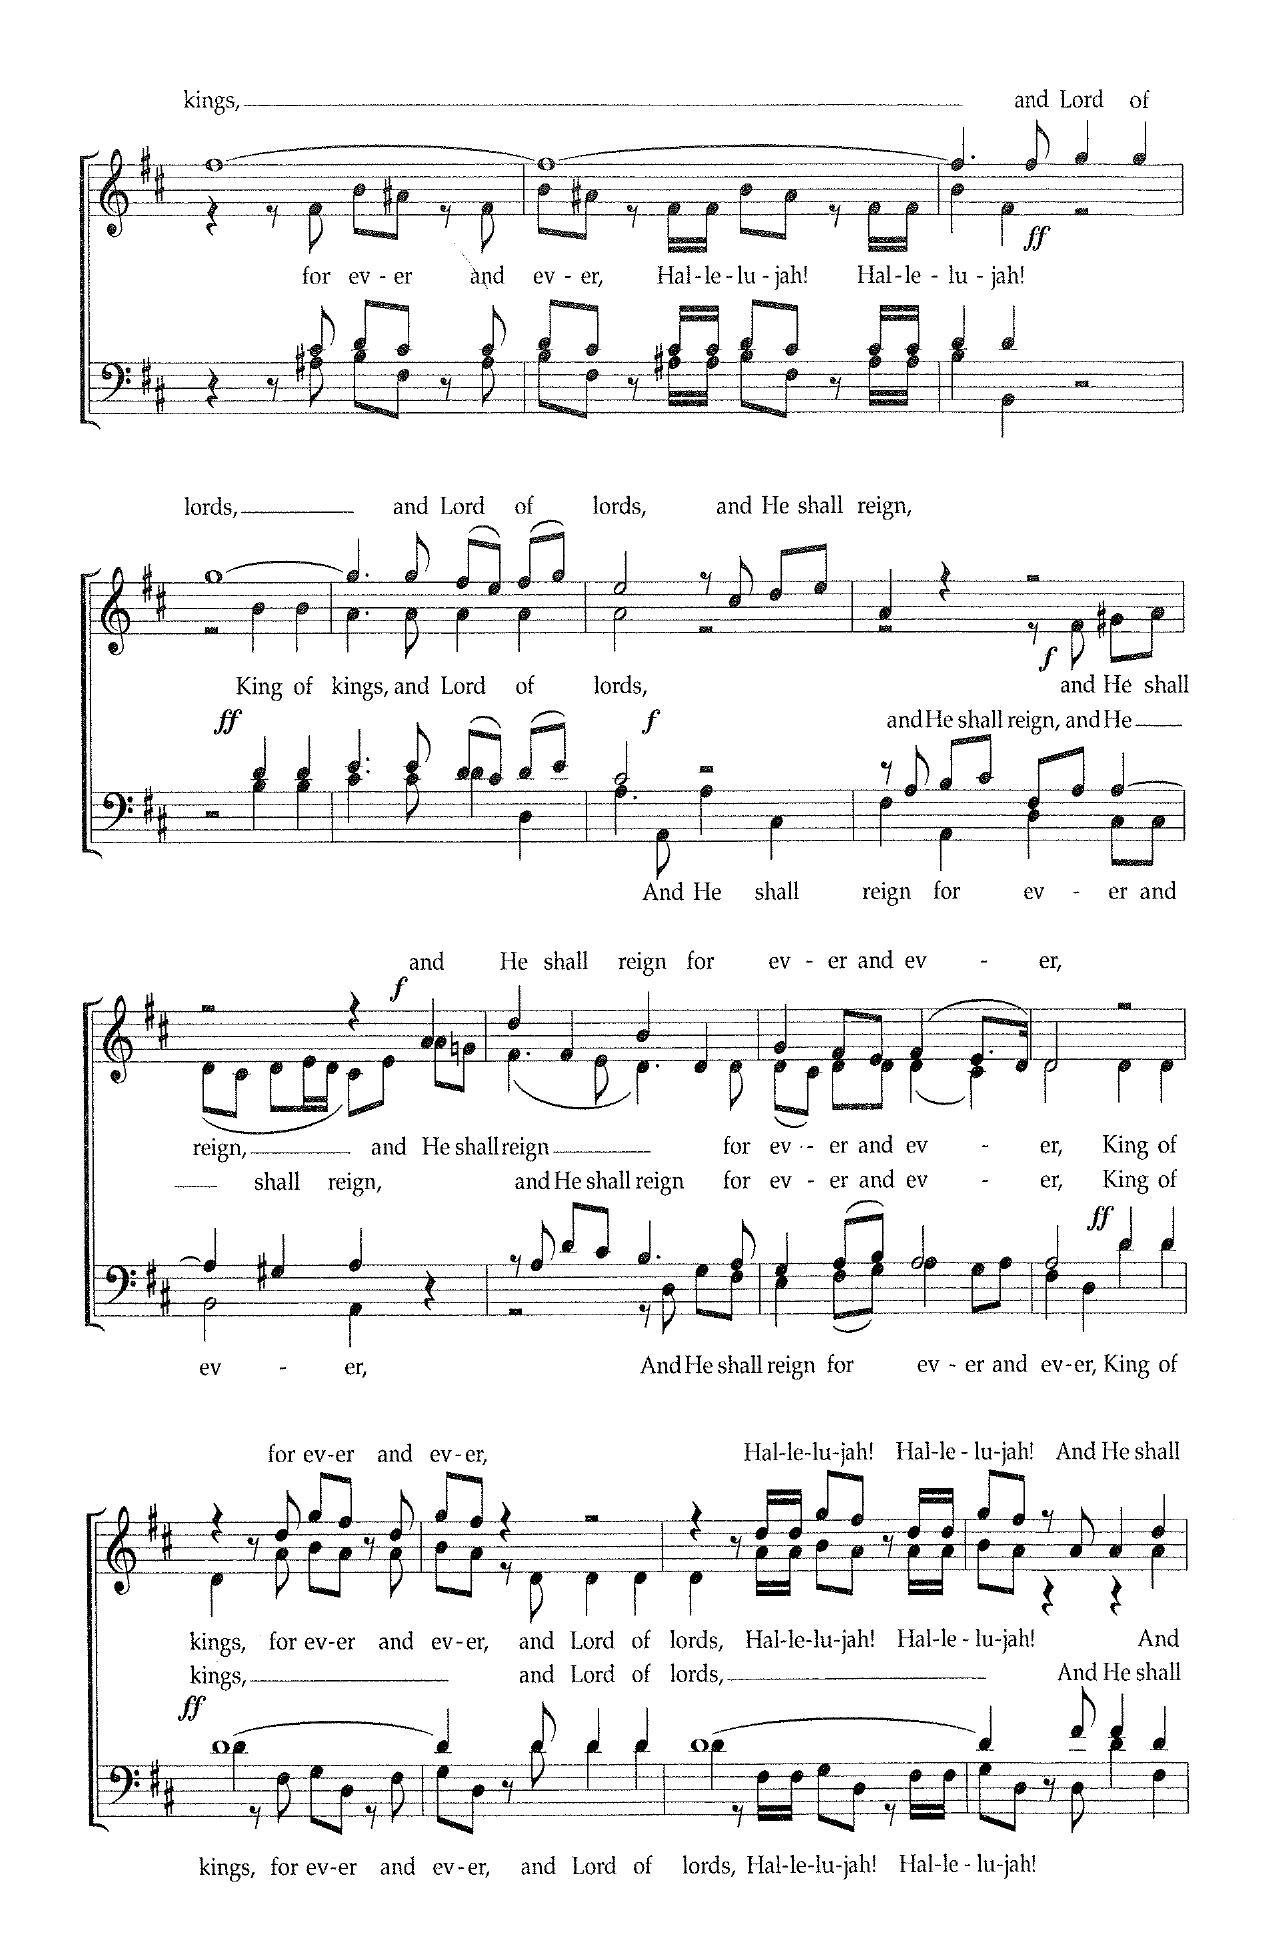 kings, and Lord of
ff
for ev - er and ev - er, Hal - le - lu - jah! Hal - le - lu - jah!
lords, and Lord of lords, and He shall reign,
f
King of kings, and Lord of lords, and He shall
ff f and He shall reign, and He
And He shall reign for ev - er and
and He shall reign for ev - er and ev - er,
f
reign, and He shall reign for ev - er and ev - er, King of
shall reign, and He shall reign for ev - er and ev - er, King of
ff
ev - er, And He shall reign for ev - er and ev-er, King of
for ev-er and ev-er, Hal-le-lu-jah! Hal-le - lu-jah! And He shall
kings, for ev-er and ev-er, and Lord of lords, Hal-le-lu-jah! Hal-le - lu-jah! And
kings, and Lord of lords, And He shall
ff
kings, for ev-er and ev-er, and Lord of lords, Hal-le-lu-jah! Hal-le - lu-jah!